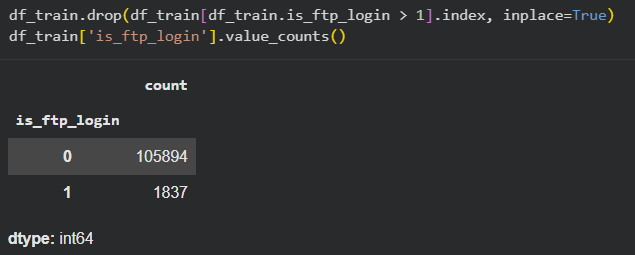 df_train.drop(df_train[df_train.is_ftp_login > 1].index, inplace=True)
df_train['is_ftp_login'].value_counts()
count
is_ftp_login
0 105894
1 1837
dtype: int64